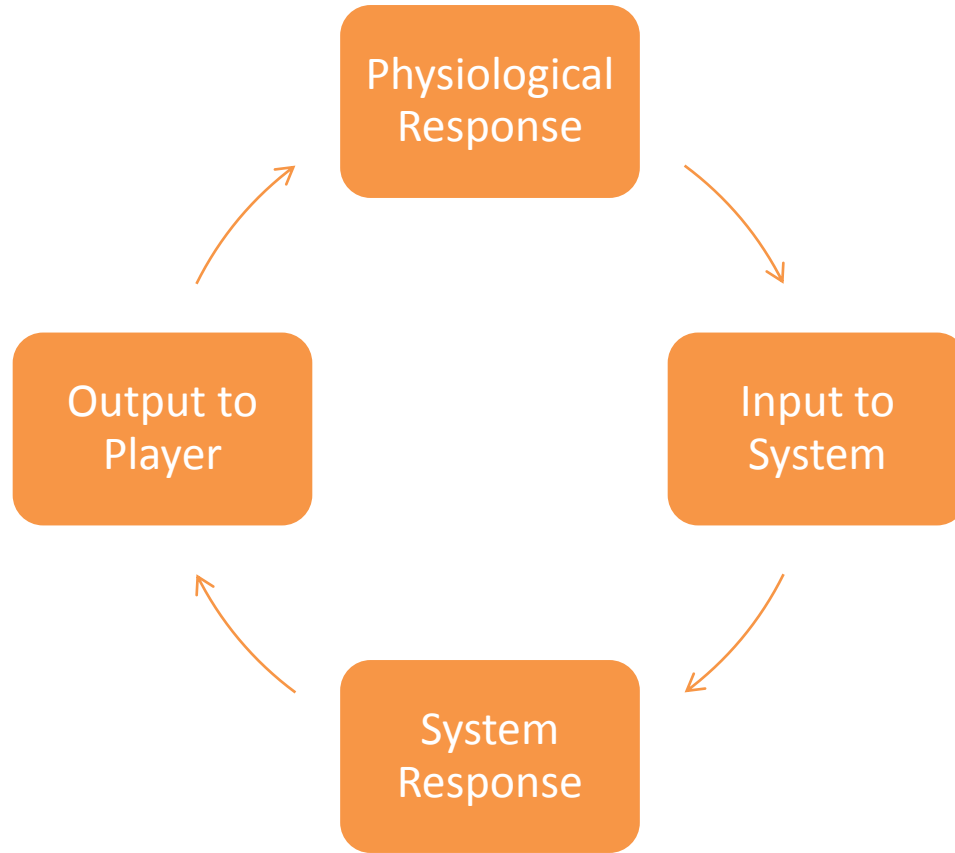 Physiological
Response
Input to
System
System
Response
Output to
Player